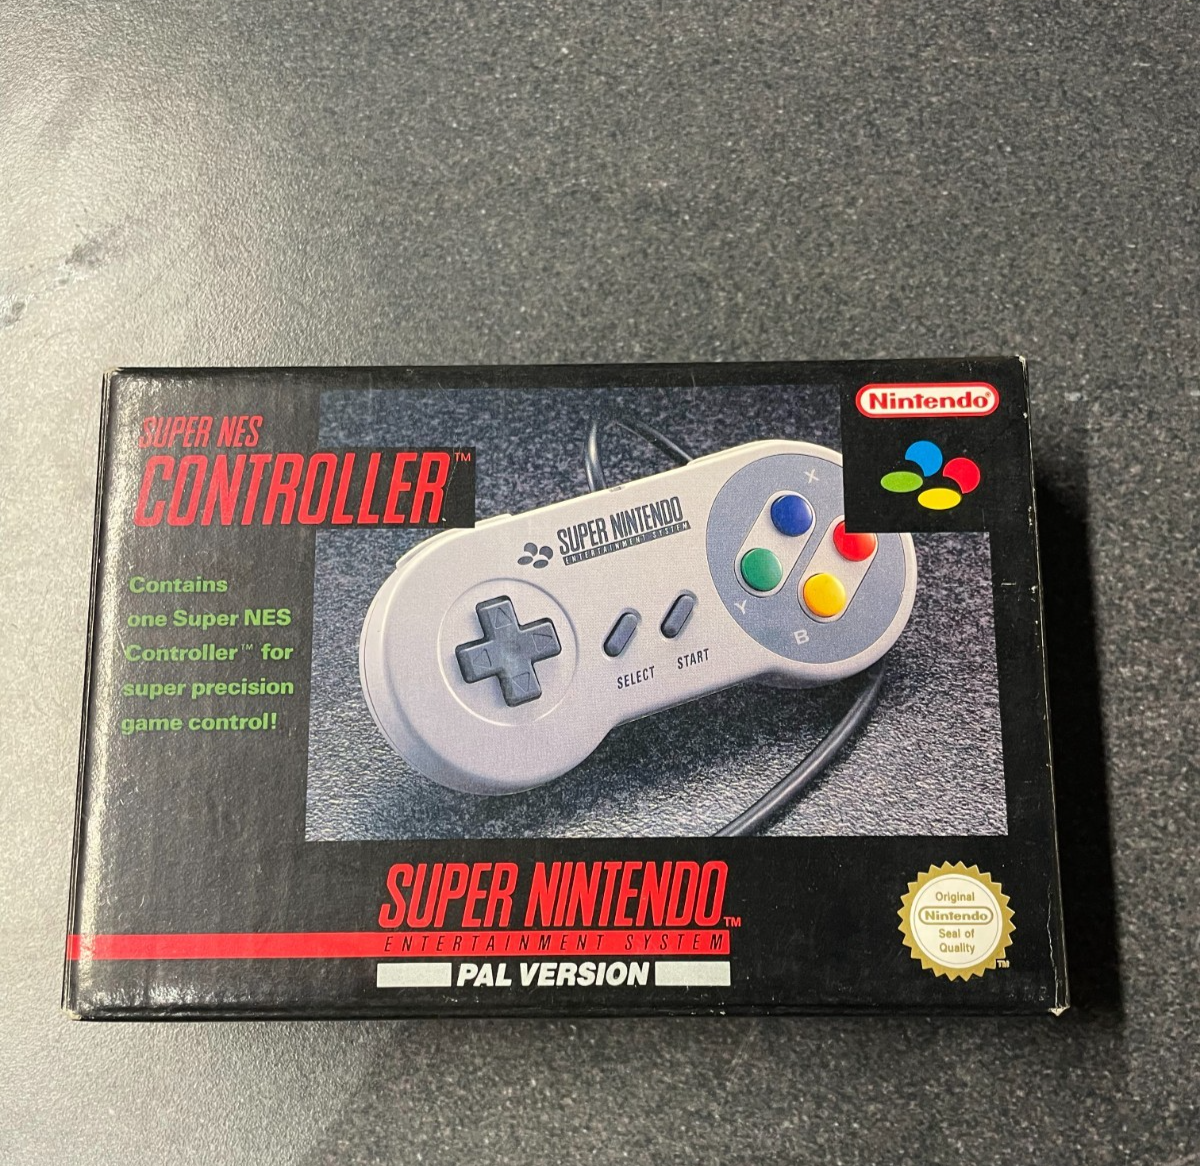 SUPER NES
CONTROLLER™
Nintendo®
Contains
one Super NES
Controller™ for
super precision
game control!
SUPER NINTENDO
ENTERTAINMENT SYSTEM
X
Y
B
SELECT
START
SUPER NINTENDO™
ENTERTAINMENT SYSTEM
PAL VERSION
Original
Nintendo
Seal of
Quality
TM